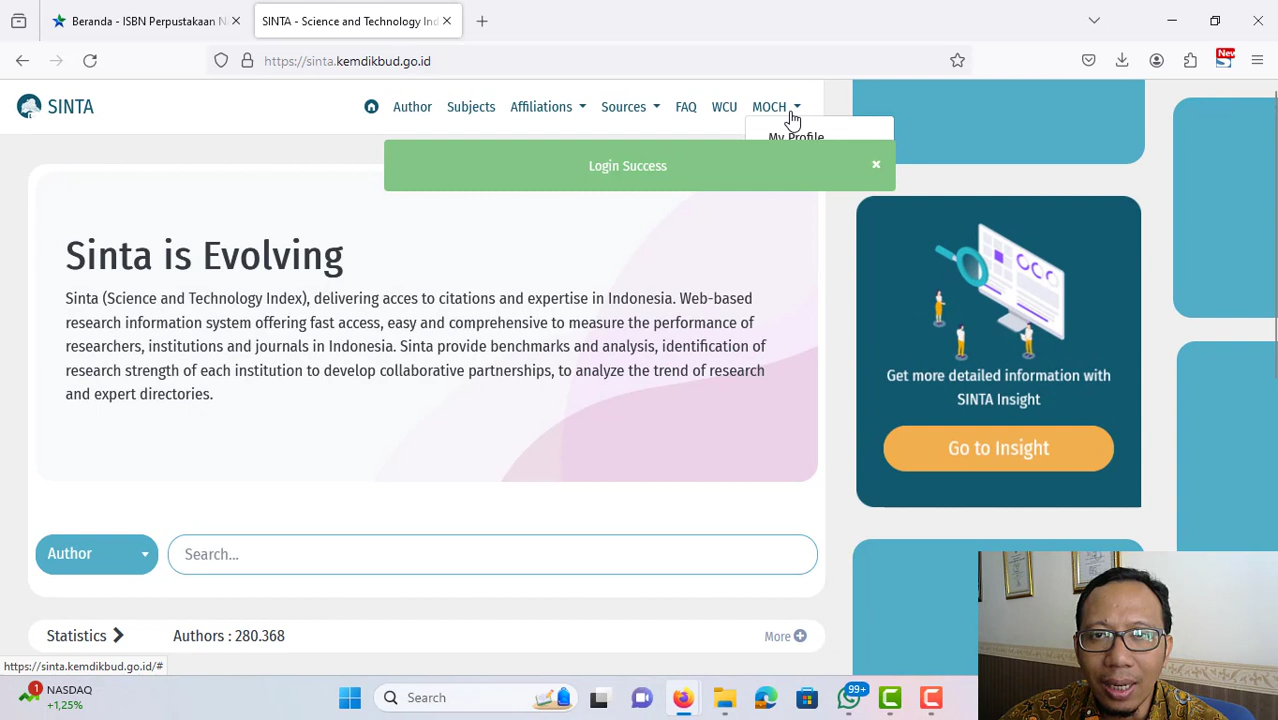 Beranda - ISBN Perpustakaan N
SINTA - Science and Technology Ind
https://sinta.kemdikbud.go.id
New
SINTA
Author
Subjects
Affiliations
Sources
FAQ
WCU
MOCH
My Profile
Login Success
Sinta is Evolving
Sinta (Science and Technology Index), delivering acces to citations and expertise in Indonesia. Web-based
research information system offering fast access, easy and comprehensive to measure the performance of
researchers, institutions and journals in Indonesia. Sinta provide benchmarks and analysis, identification of
research strength of each institution to develop collaborative partnerships, to analyze the trend of research
and expert directories.
Get more detailed information with
SINTA Insight
Go to Insight
Author
Search...
Statistics
Authors : 280.368
More
https://sinta.kemdikbud.go.id/#
1
NASDAQ
+1,25%
Search
99+